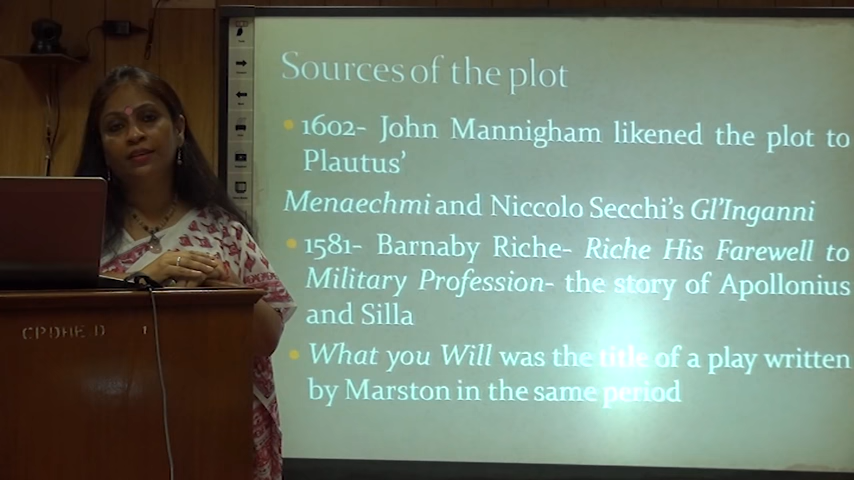 Sources of the plot
1602- John Mannigham likened the plot to
Plautus'
Menaechmi and Niccolo Secchi's Gl'Inganni
1581- Barnaby Riche- Riche His Farewell to
Military Profession- the story of Apollonius
and Silla
What you Will was the title of a play written
by Marston in the same period
CPDHE.D 1